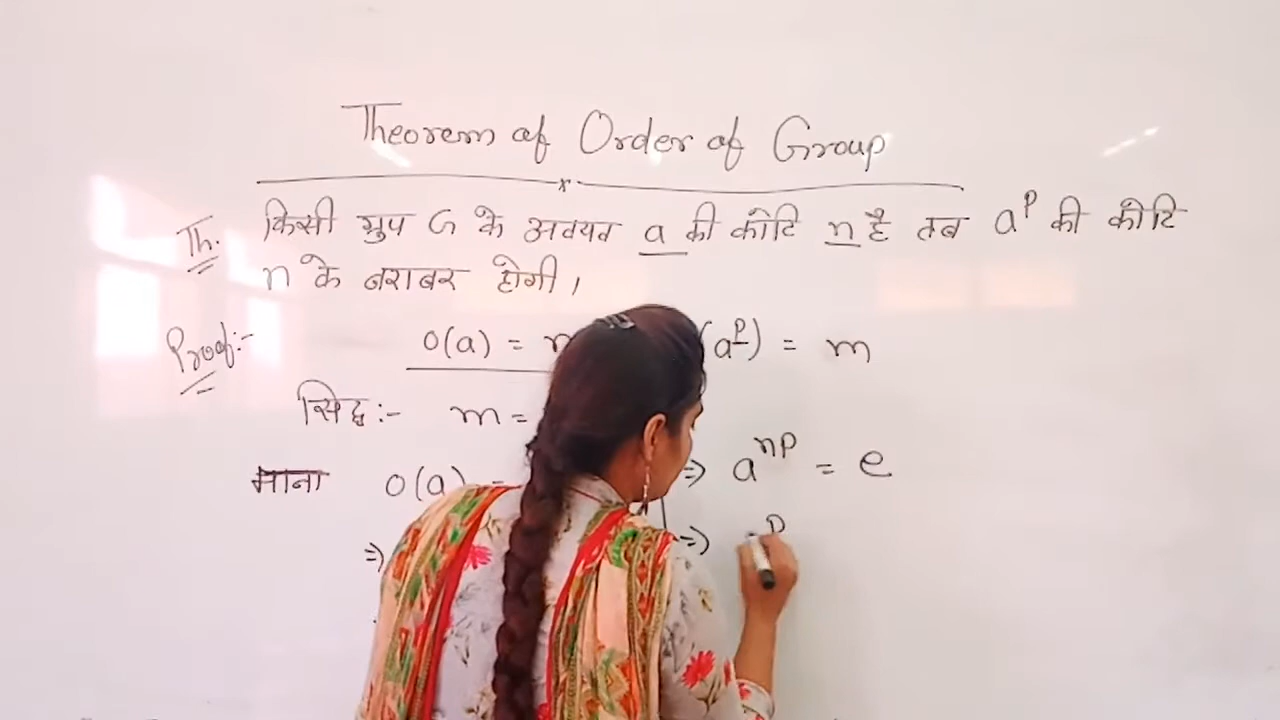 Theorem of Order of Group
Th. किसी ग्रुप G के अवयव a की कोटि n है तब a^p की कोटि
n के बराबर होगी।
Proof:- o(a) = n (a^p) = m
सिद्ध:- m =
माना o(a) = ⇒ a^{np} = e
⇒ ⇒ p